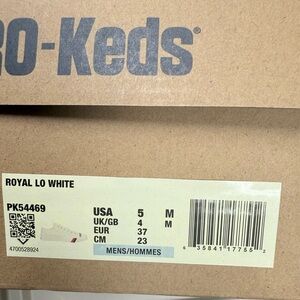 RO-Keds®
ROYAL LO WHITE
PK54469
USA 5 M
UK/GB 4 M
EUR 37
CM 23
4700528924
MENS/HOMMES
6 35841 17755 2